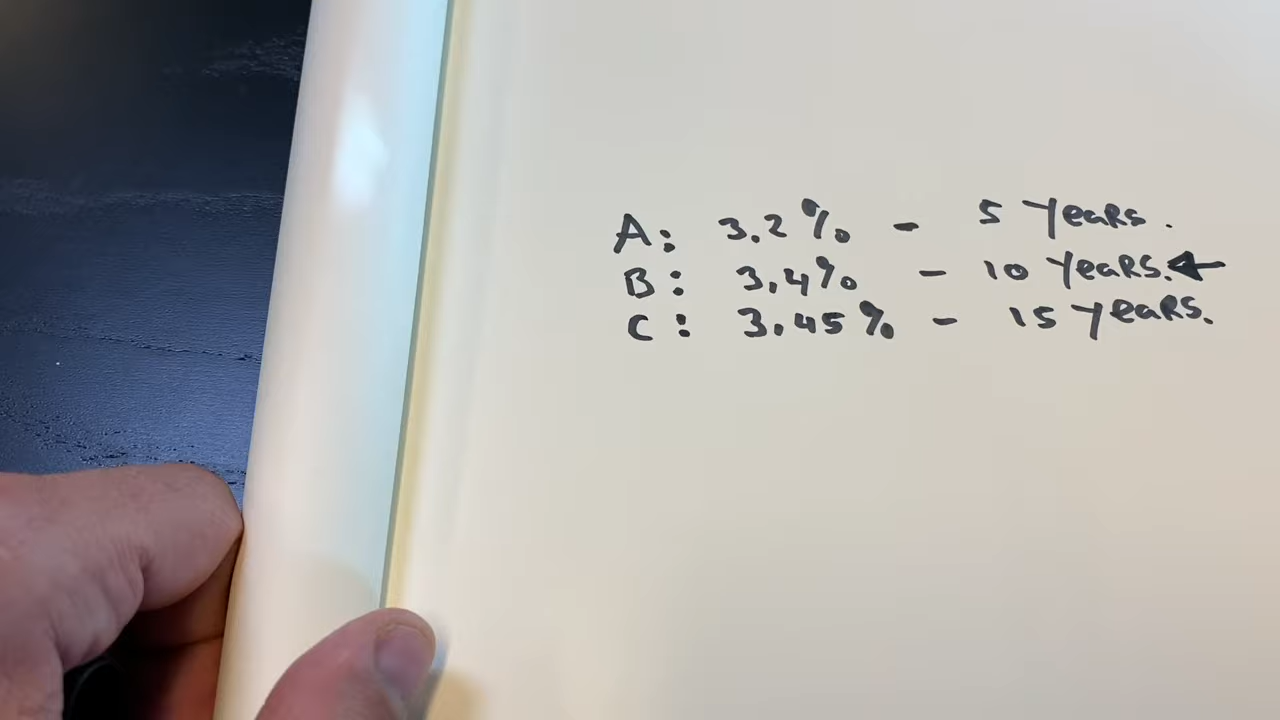 A: 3.2% - 5 Years.
B: 3.4% - 10 Years. ←
C: 3.45% - 15 Years.